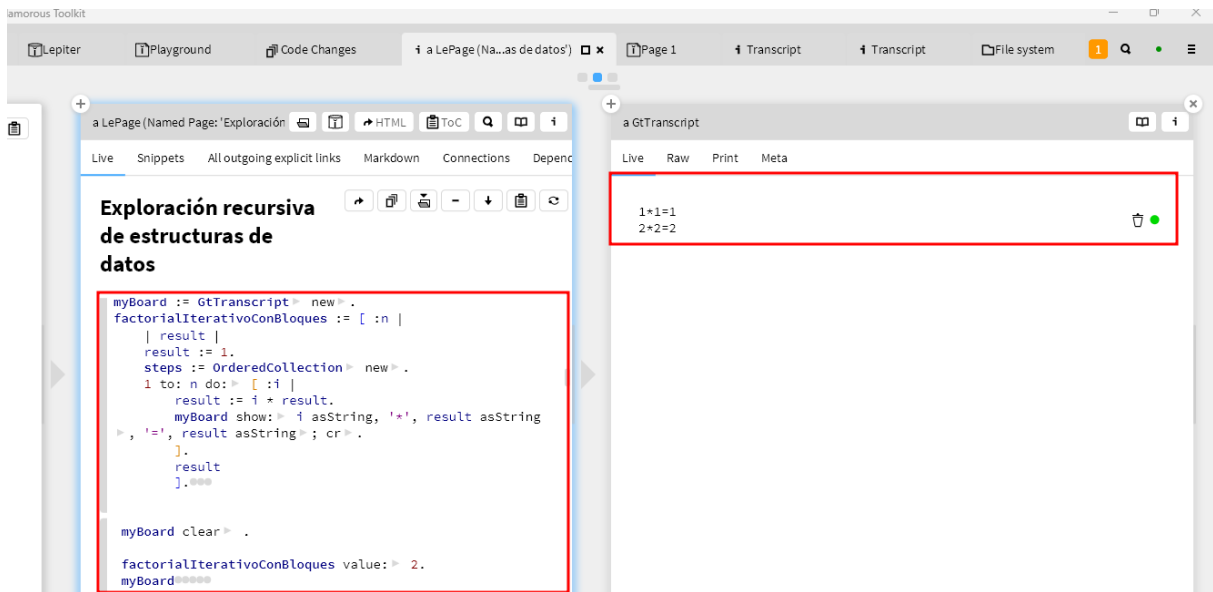 lamorous Toolkit
Lepiter
Playground
Code Changes
a LePage (Na...as de datos')
Page 1
Transcript
Transcript
File system
1
a LePage (Named Page: 'Exploración
HTML
ToC
i
Live Snippets All outgoing explicit links Markdown Connections Depend
Exploración recursiva
de estructuras de
datos
myBoard := GtTranscript new .
factorialIterativoConBloques := [ :n |
| result |
result := 1.
steps := OrderedCollection new .
1 to: n do: [ :i |
result := i * result.
myBoard show: i asString, '*', result asString
, '=', result asString ; cr .
].
result
].
myBoard clear .
factorialIterativoConBloques value: 2.
myBoard
a GtTranscript
i
Live Raw Print Meta
1*1=1
2*2=2